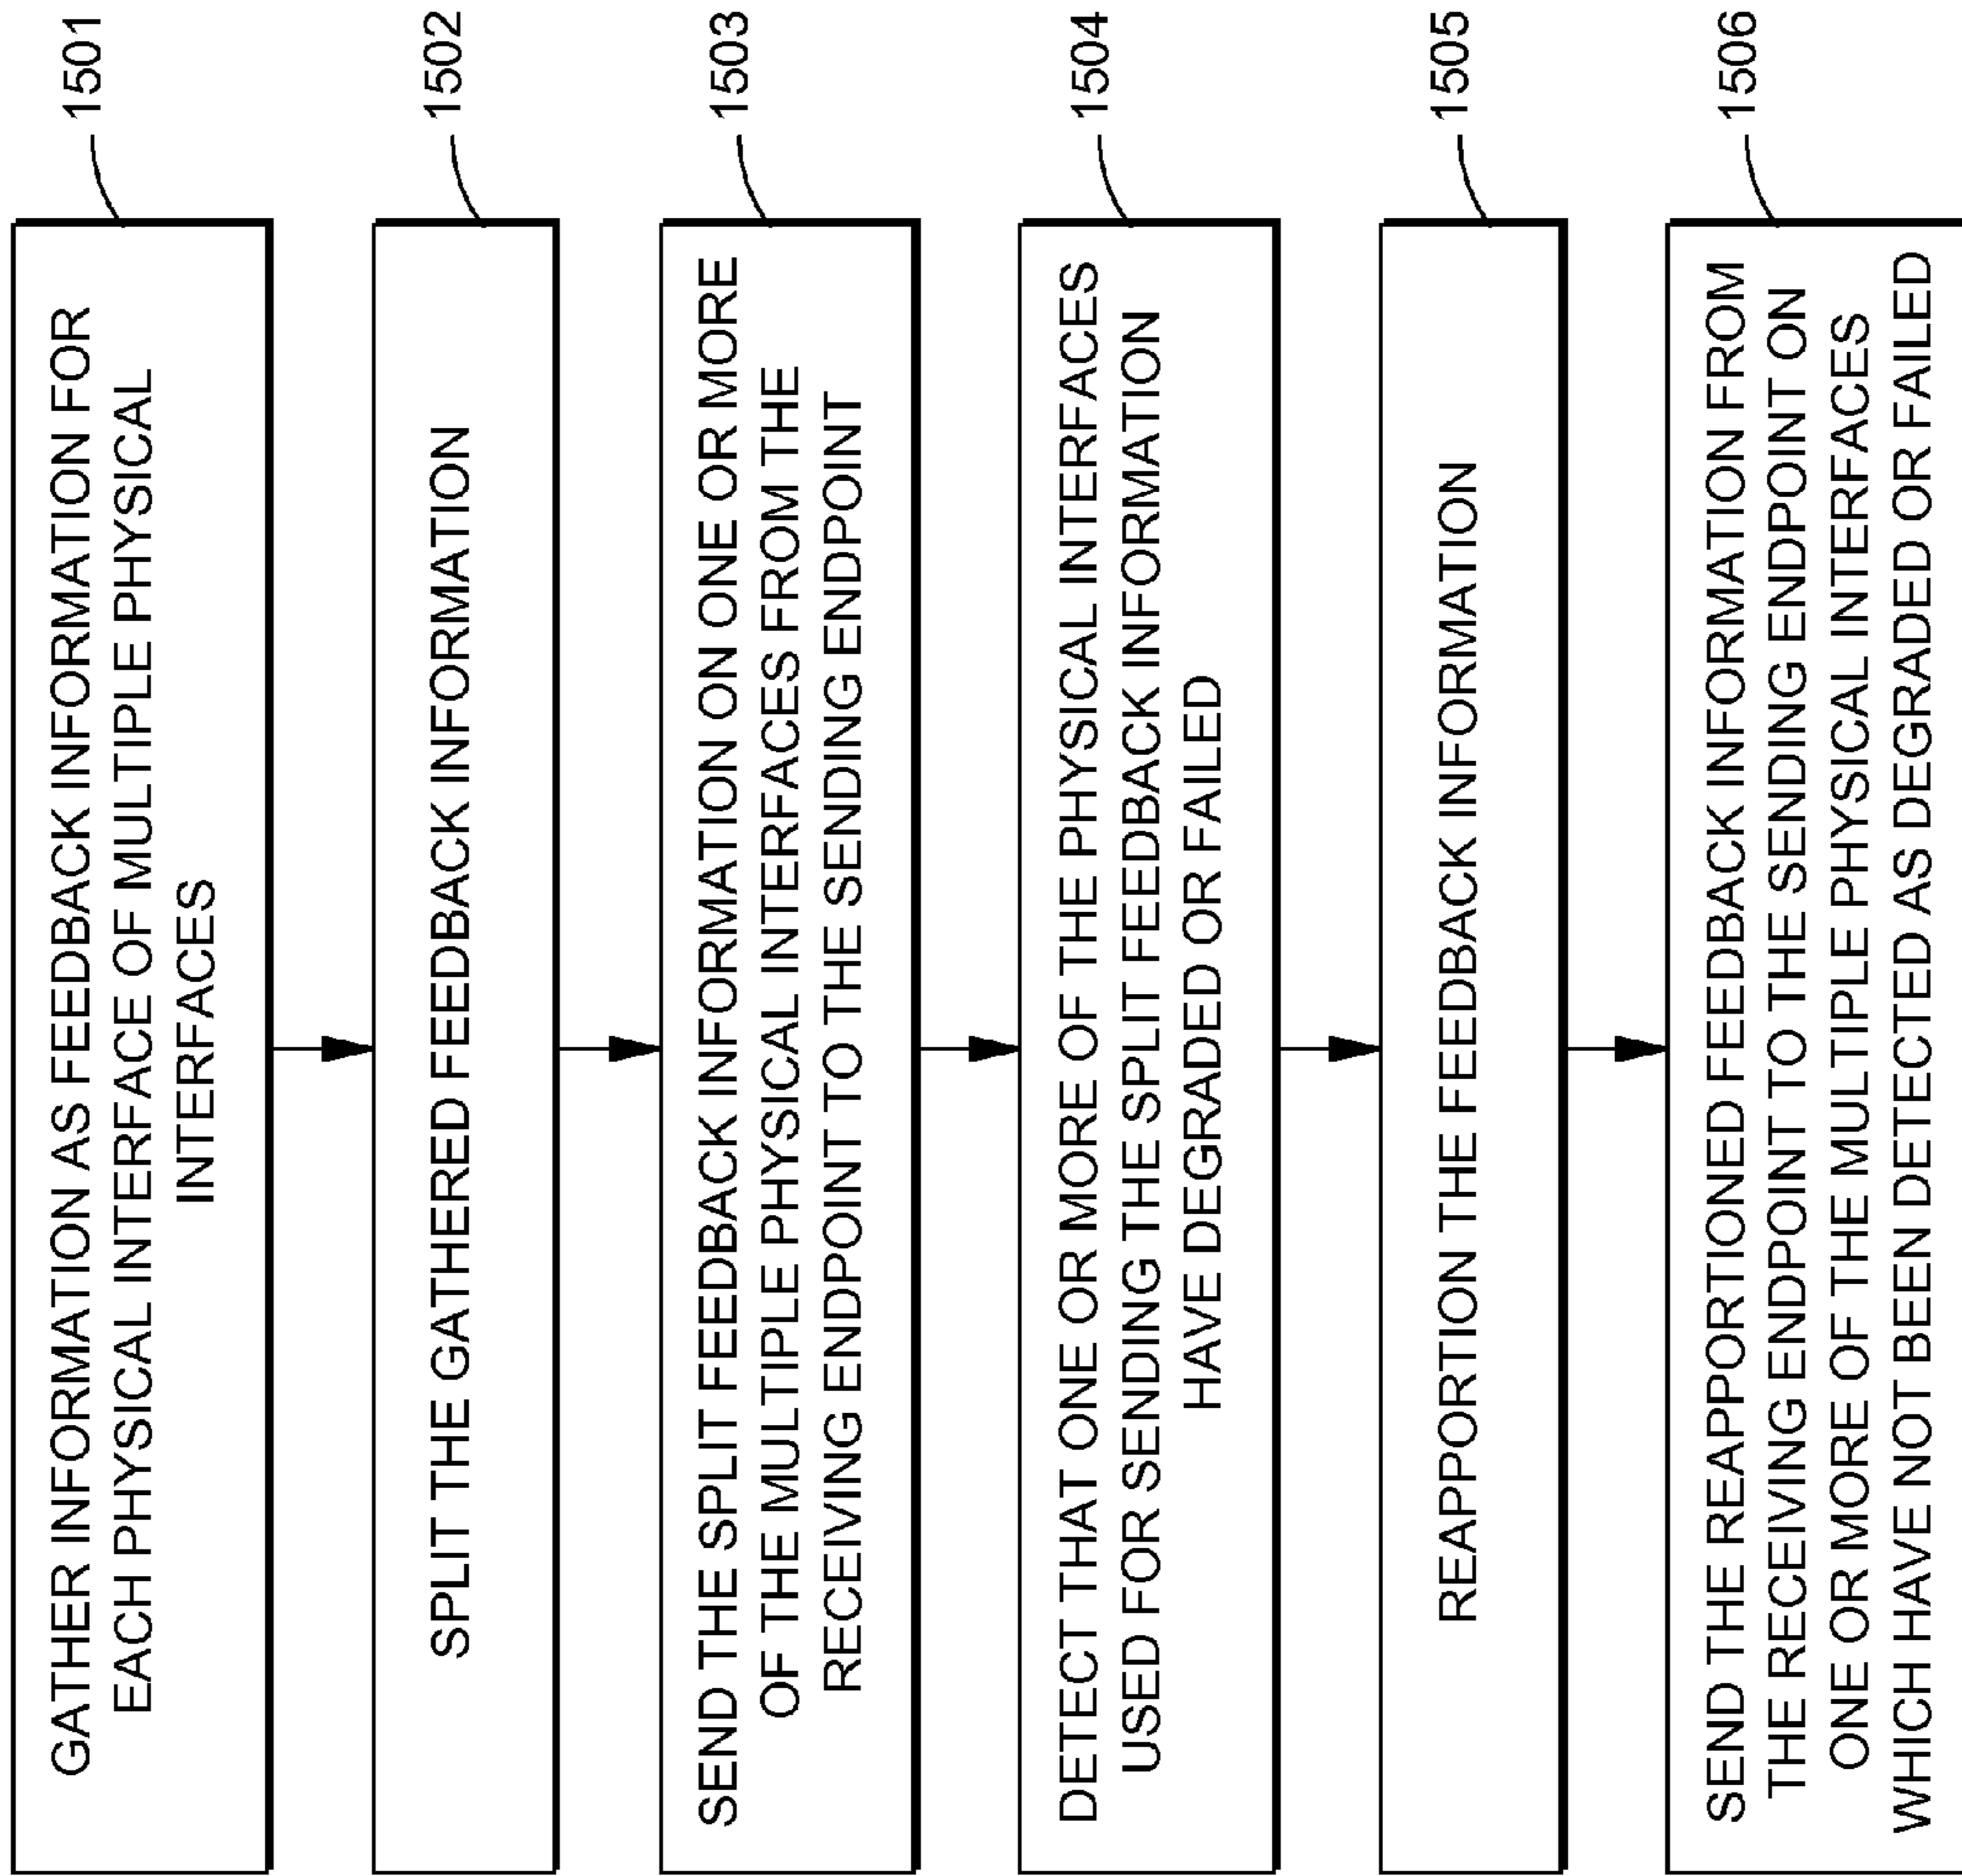 GATHER INFORMATION AS FEEDBACK INFORMATION FOR
EACH PHYSICAL INTERFACE OF MULTIPLE PHYSICAL
INTERFACES
1501
SPLIT THE GATHERED FEEDBACK INFORMATION
1502
SEND THE SPLIT FEEDBACK INFORMATION ON ONE OR MORE
OF THE MULTIPLE PHYSICAL INTERFACES FROM THE
RECEIVING ENDPOINT TO THE SENDING ENDPOINT
1503
DETECT THAT ONE OR MORE OF THE PHYSICAL INTERFACES
USED FOR SENDING THE SPLIT FEEDBACK INFORMATION
HAVE DEGRADED OR FAILED
1504
REAPPORTION THE FEEDBACK INFORMATION
1505
SEND THE REAPPORTIONED FEEDBACK INFORMATION FROM
THE RECEIVING ENDPOINT TO THE SENDING ENDPOINT ON
ONE OR MORE OF THE MULTIPLE PHYSICAL INTERFACES
WHICH HAVE NOT BEEN DETECTED AS DEGRADED OR FAILED
1506